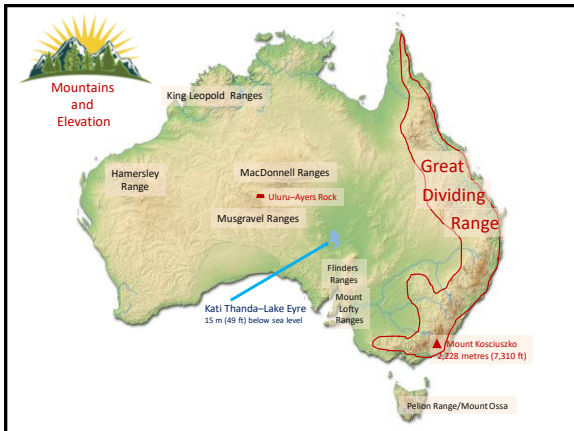 Mountains
and
Elevation
King Leopold Ranges
Hamersley
Range
MacDonnell Ranges
Uluru–Ayers Rock
Musgravel Ranges
Great
Dividing
Range
Flinders
Ranges
Kati Thanda–Lake Eyre
15 m (49 ft) below sea level
Mount
Lofty
Ranges
Mount Kosciuszko
2,228 metres (7,310 ft)
Pelion Range/Mount Ossa